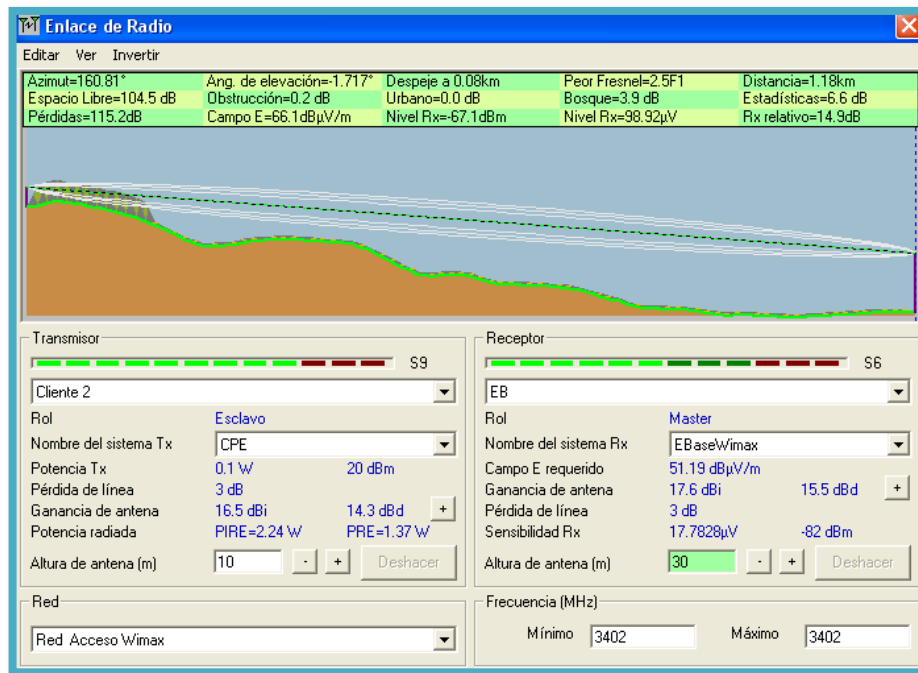 Enlace de Radio
Editar Ver Invertir
Azimut=160.81° Ang. de elevación=-1.717° Despeje a 0.08km Peor Fresnel=2.5F1 Distancia=1.18km
Espacio Libre=104.5 dB Obstrucción=0.2 dB Urbano=0.0 dB Bosque=3.9 dB Estadísticas=6.6 dB
Pérdidas=115.2dB Campo E=66.1dBµV/m Nivel Rx=-67.1dBm Nivel Rx=98.92µV Rx relativo=14.9dB
Transmisor
S9
Cliente 2
Rol Esclavo
Nombre del sistema Tx CPE
Potencia Tx 0.1 W 20 dBm
Pérdida de línea 3 dB
Ganancia de antena 16.5 dBi 14.3 dBd +
Potencia radiada PIRE=2.24 W PRE=1.37 W
Altura de antena (m) 10 - + Deshacer
Receptor
S6
EB
Rol Master
Nombre del sistema Rx EBaseWimax
Campo E requerido 51.19 dBµV/m
Ganancia de antena 17.6 dBi 15.5 dBd +
Pérdida de línea 3 dB
Sensibilidad Rx 17.7828µV -82 dBm
Altura de antena (m) 30 - + Deshacer
Red
Red Acceso Wimax
Frecuencia (MHz)
Mínimo 3402 Máximo 3402